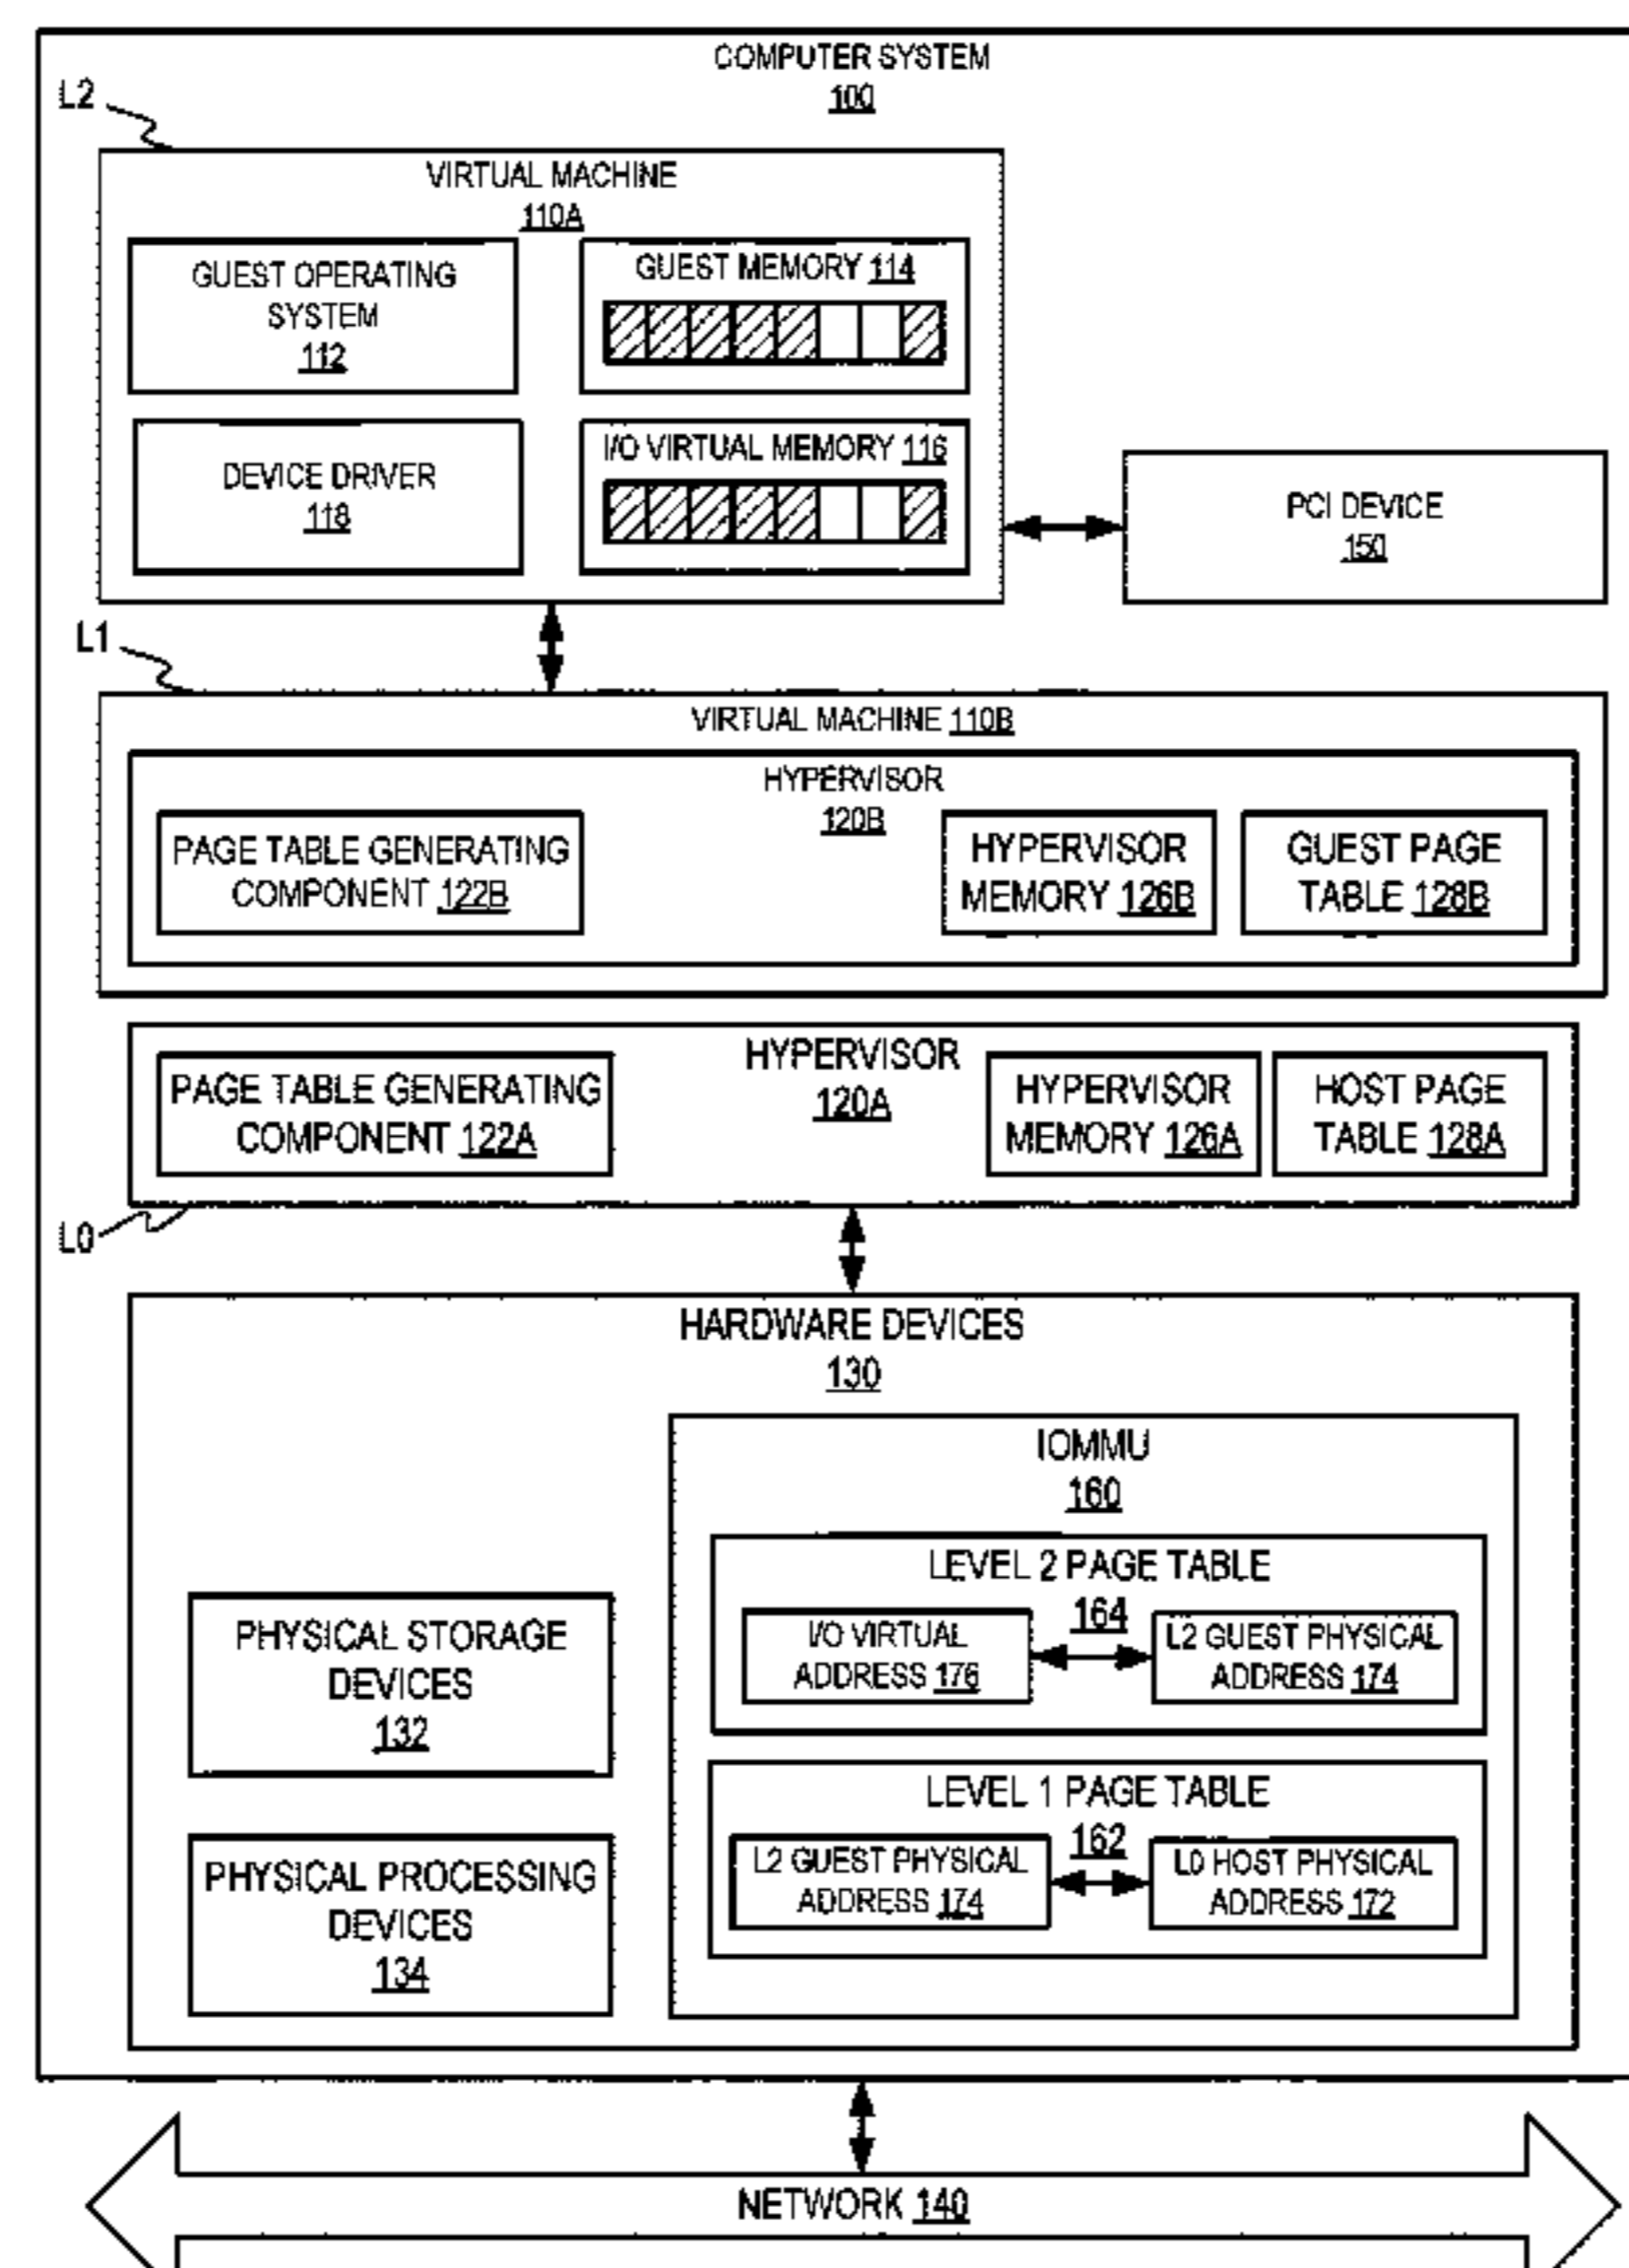 COMPUTER SYSTEM
100
L2
VIRTUAL MACHINE
110A
GUEST OPERATING
SYSTEM
112
GUEST MEMORY 114
DEVICE DRIVER
118
I/O VIRTUAL MEMORY 116
PCI DEVICE
150
L1
VIRTUAL MACHINE 110B
HYPERVISOR
120B
PAGE TABLE GENERATING
COMPONENT 122B
HYPERVISOR
MEMORY 126B
GUEST PAGE
TABLE 128B
HYPERVISOR
120A
PAGE TABLE GENERATING
COMPONENT 122A
HYPERVISOR
MEMORY 126A
HOST PAGE
TABLE 128A
L0
HARDWARE DEVICES
130
IOMMU
160
LEVEL 2 PAGE TABLE
164
I/O VIRTUAL
ADDRESS 176
L2 GUEST PHYSICAL
ADDRESS 174
PHYSICAL STORAGE
DEVICES
132
LEVEL 1 PAGE TABLE
162
L2 GUEST PHYSICAL
ADDRESS 174
L0 HOST PHYSICAL
ADDRESS 172
PHYSICAL PROCESSING
DEVICES
134
NETWORK 140